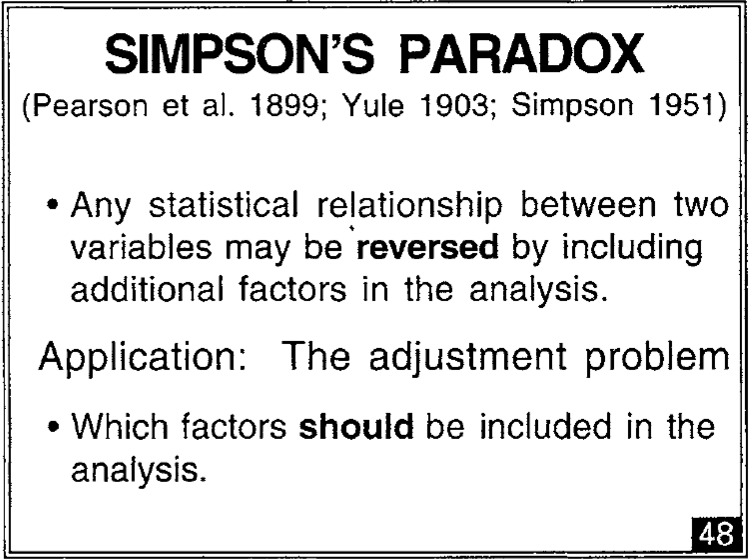 SIMPSON'S PARADOX
(Pearson et al. 1899; Yule 1903; Simpson 1951)
• Any statistical relationship between two
variables may be reversed by including
additional factors in the analysis.
Application: The adjustment problem
• Which factors should be included in the
analysis.
48